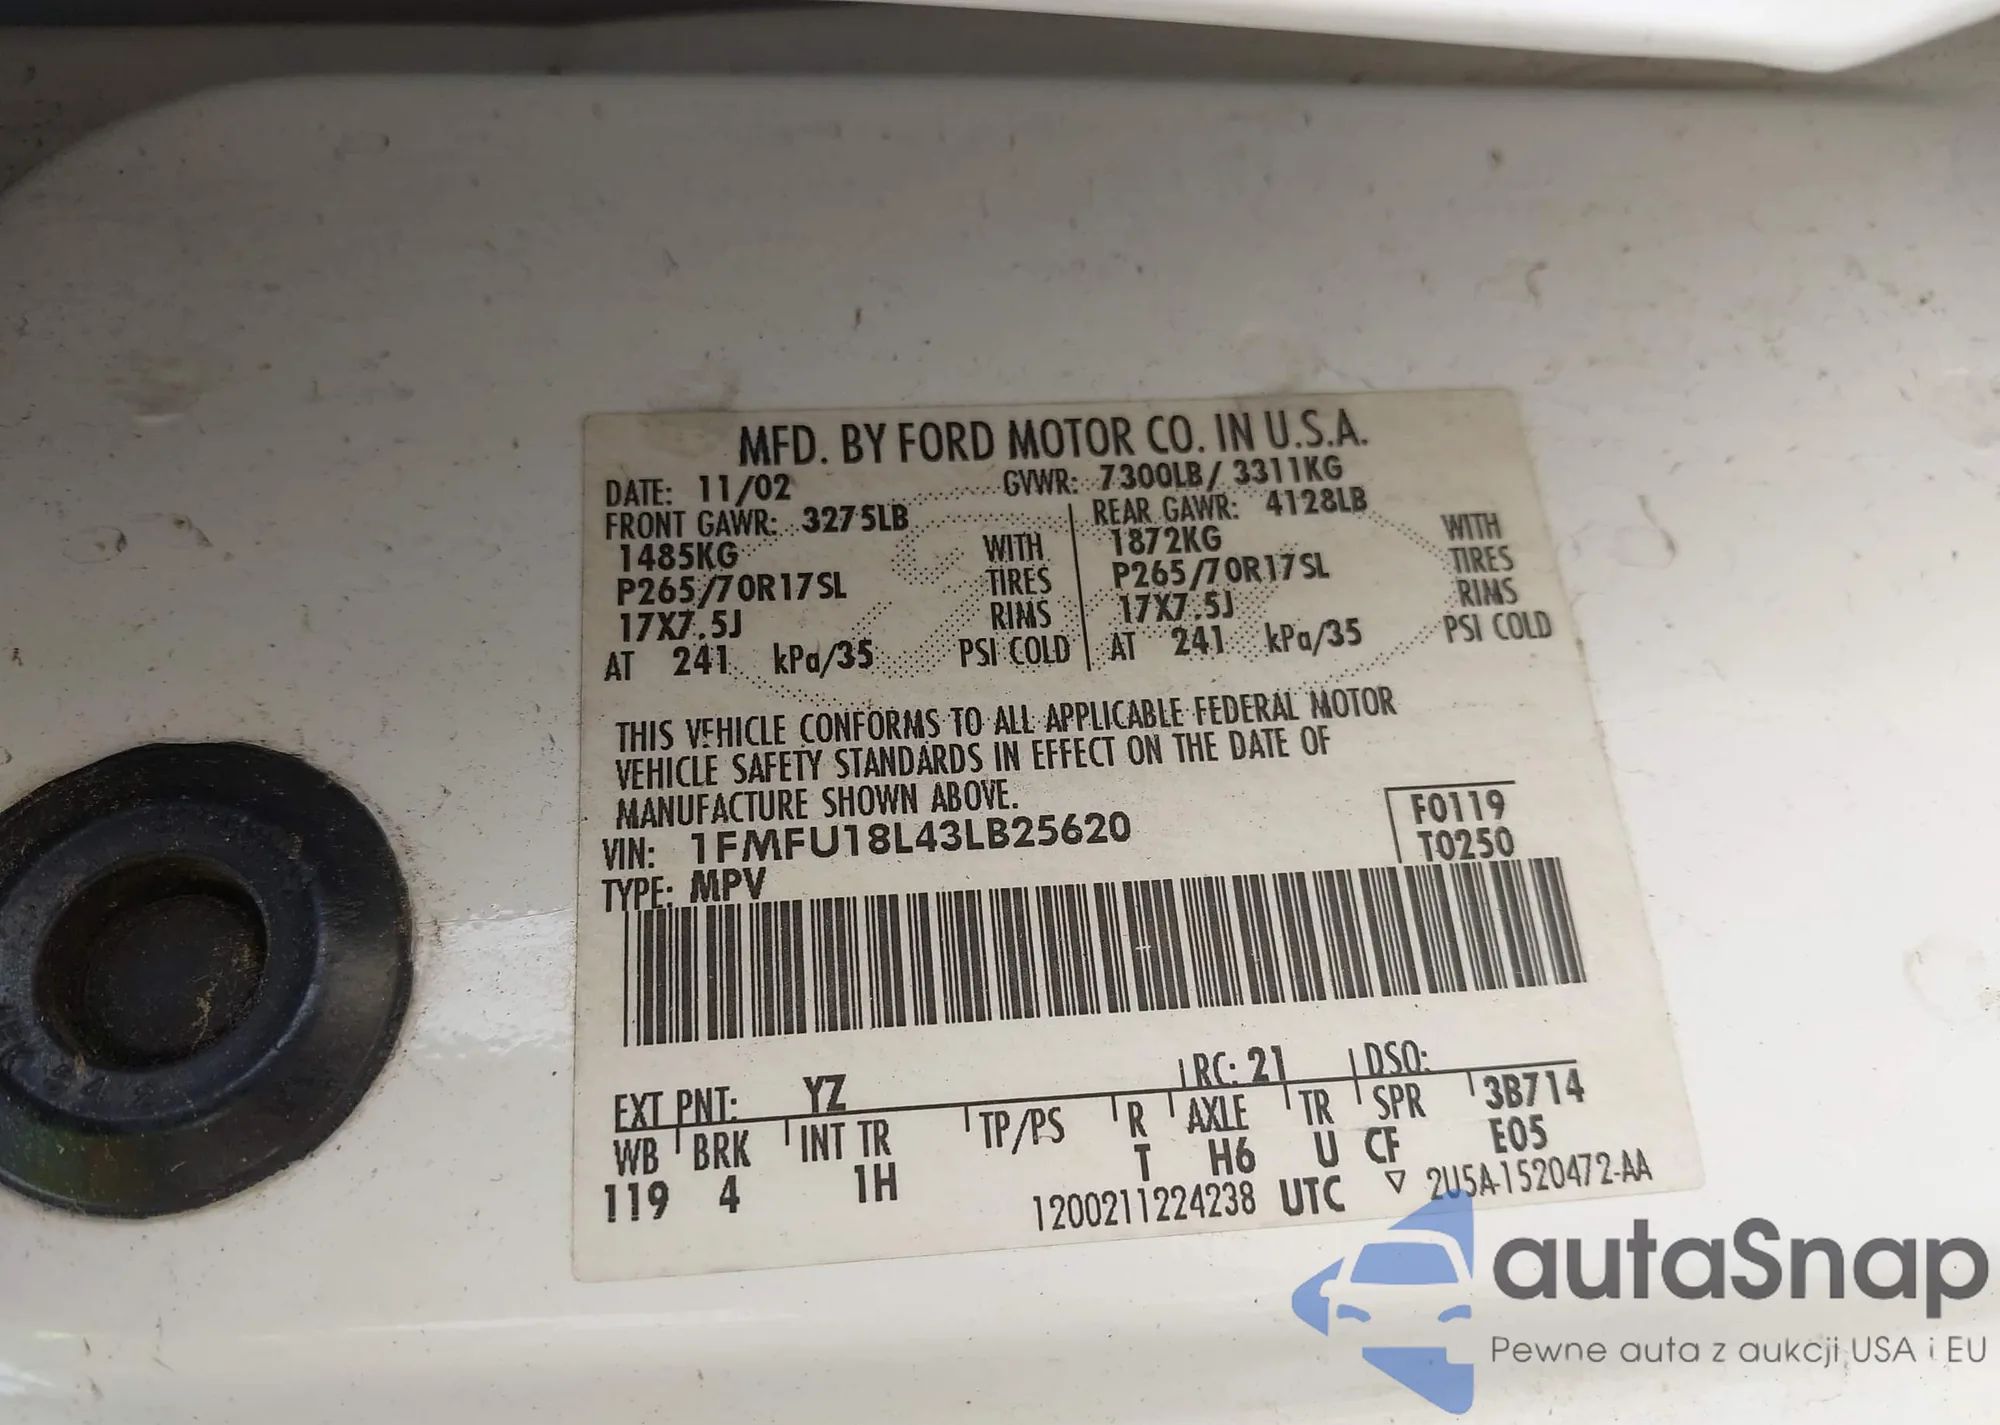 MFD. BY FORD MOTOR CO. IN U.S.A.
DATE: 11/02 GVWR: 7300LB/ 3311KG
FRONT GAWR: 3275LB REAR GAWR: 4128LB
1485KG WITH 1872KG WITH
P265/70R17SL TIRES P265/70R17SL TIRES
17X7.5J RIMS 17X7.5J RIMS
AT 241 kPa/35 PSI COLD AT 241 kPa/35 PSI COLD
THIS VEHICLE CONFORMS TO ALL APPLICABLE FEDERAL MOTOR
VEHICLE SAFETY STANDARDS IN EFFECT ON THE DATE OF
MANUFACTURE SHOWN ABOVE.
F0119
VIN: 1FMFU18L43LB25620
T0250
TYPE: MPV
EXT PNT: YZ RC: 21 DSO:
WB BRK INT TR TP/PS R AXLE TR SPR 3B714
119 4 1H T H6 U CF E05
1200211224238 UTC ▽ 2U5A-1520472-AA
autaSnap
Pewne auta z aukcji USA i EU